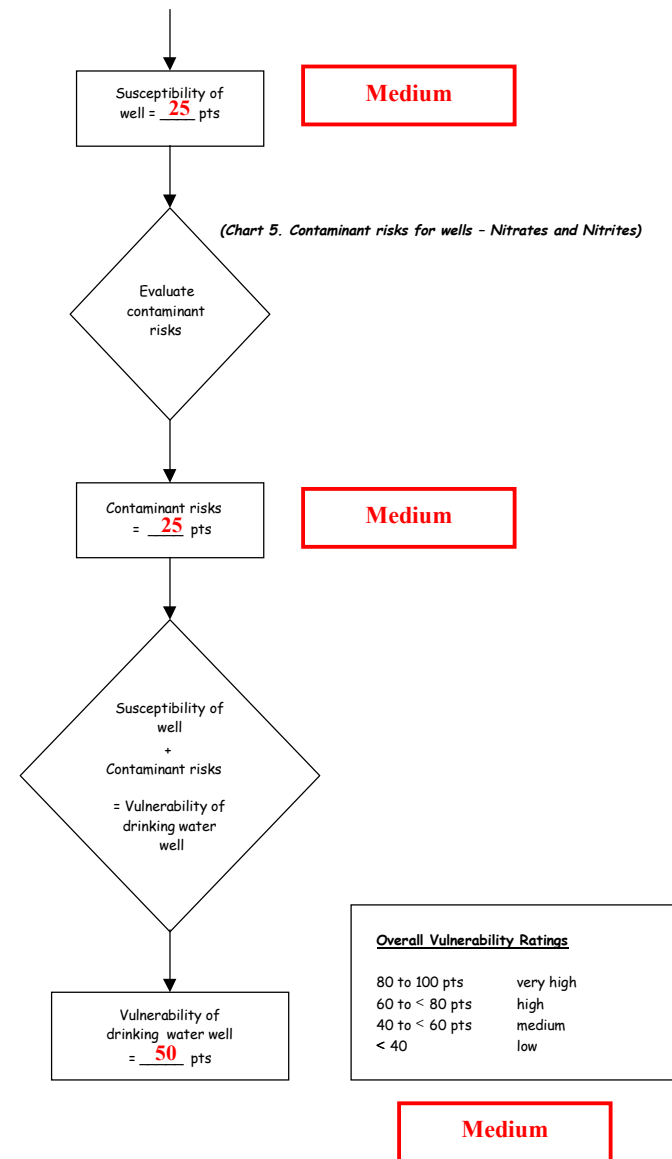 Susceptibility of
well = 25 pts
Medium
(Chart 5. Contaminant risks for wells – Nitrates and Nitrites)
Evaluate
contaminant
risks
Contaminant risks
= 25 pts
Medium
Susceptibility of
well
+
Contaminant risks
= Vulnerability of
drinking water
well
Overall Vulnerability Ratings
80 to 100 pts very high
60 to < 80 pts high
40 to < 60 pts medium
< 40 low
Vulnerability of
drinking water well
= 50 pts
Medium